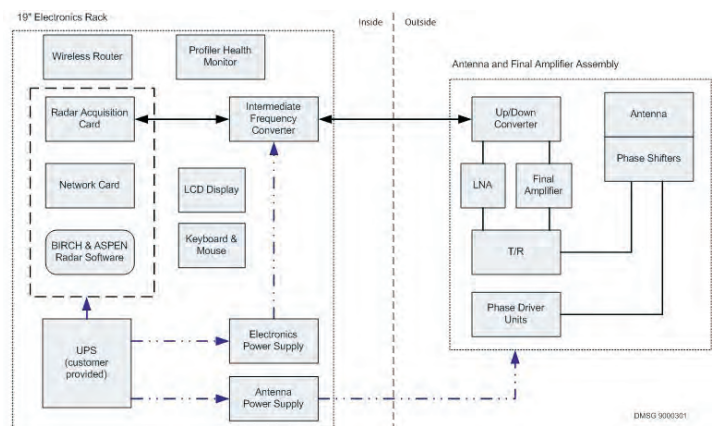 19" Electronics Rack
Inside
Outside
Wireless Router
Profiler Health
Monitor
Antenna and Final Amplifier Assembly
Radar Acquisition
Card
Intermediate
Frequency
Converter
Up/Down
Converter
Antenna
Phase Shifters
Network Card
LCD Display
LNA
Final
Amplifier
BIRCH & ASPEN
Radar Software
Keyboard &
Mouse
T/R
Phase Driver
Units
UPS
(customer
provided)
Electronics
Power Supply
Antenna
Power Supply
DMSG 9000301